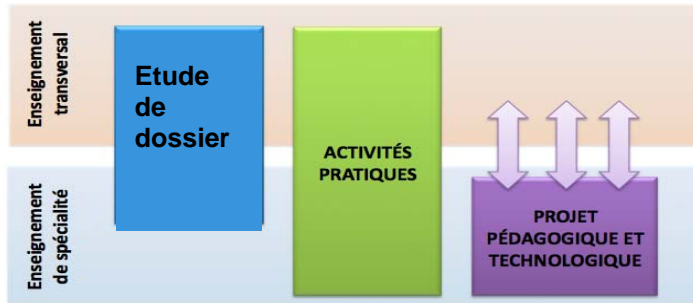 Enseignement
transversal
Etude
de
dossier
ACTIVITÉS
PRATIQUES
Enseignement
de spécialité
PROJET
PÉDAGOGIQUE ET
TECHNOLOGIQUE